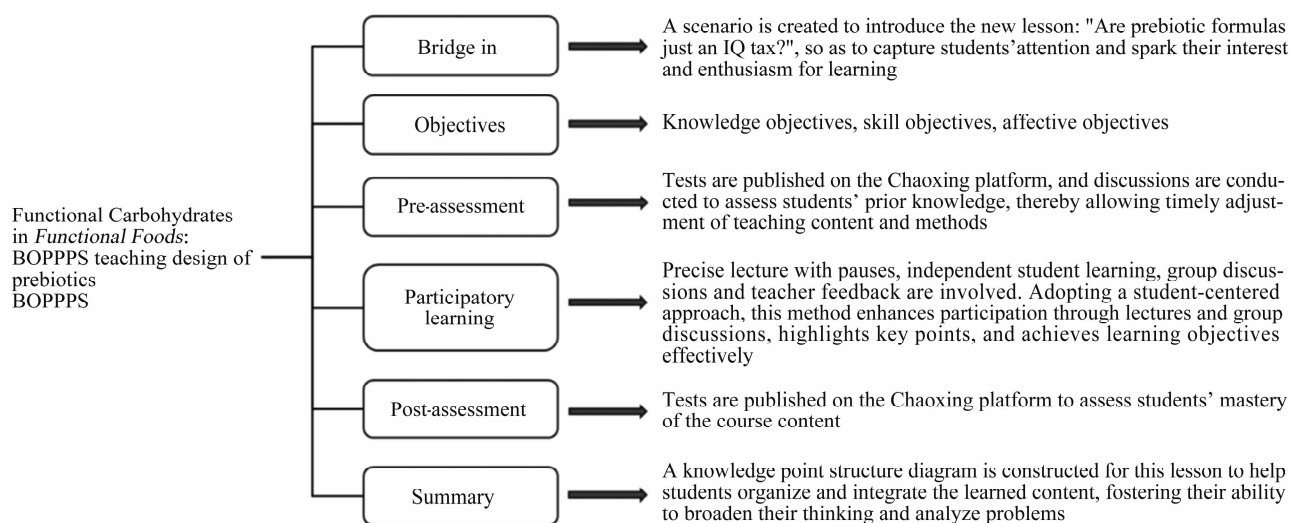 Functional Carbohydrates
in Functional Foods:
BOPPPS teaching design of
prebiotics
BOPPPS
Bridge in
A scenario is created to introduce the new lesson: "Are prebiotic formulas
just an IQ tax?", so as to capture students’attention and spark their interest
and enthusiasm for learning
Objectives
Knowledge objectives, skill objectives, affective objectives
Pre-assessment
Tests are published on the Chaoxing platform, and discussions are condu-
cted to assess students’ prior knowledge, thereby allowing timely adjust-
ment of teaching content and methods
Participatory
learning
Precise lecture with pauses, independent student learning, group discus-
sions and teacher feedback are involved. Adopting a student-centered
approach, this method enhances participation through lectures and group
discussions, highlights key points, and achieves learning objectives
effectively
Post-assessment
Tests are published on the Chaoxing platform to assess students’ mastery
of the course content
Summary
A knowledge point structure diagram is constructed for this lesson to help
students organize and integrate the learned content, fostering their ability
to broaden their thinking and analyze problems